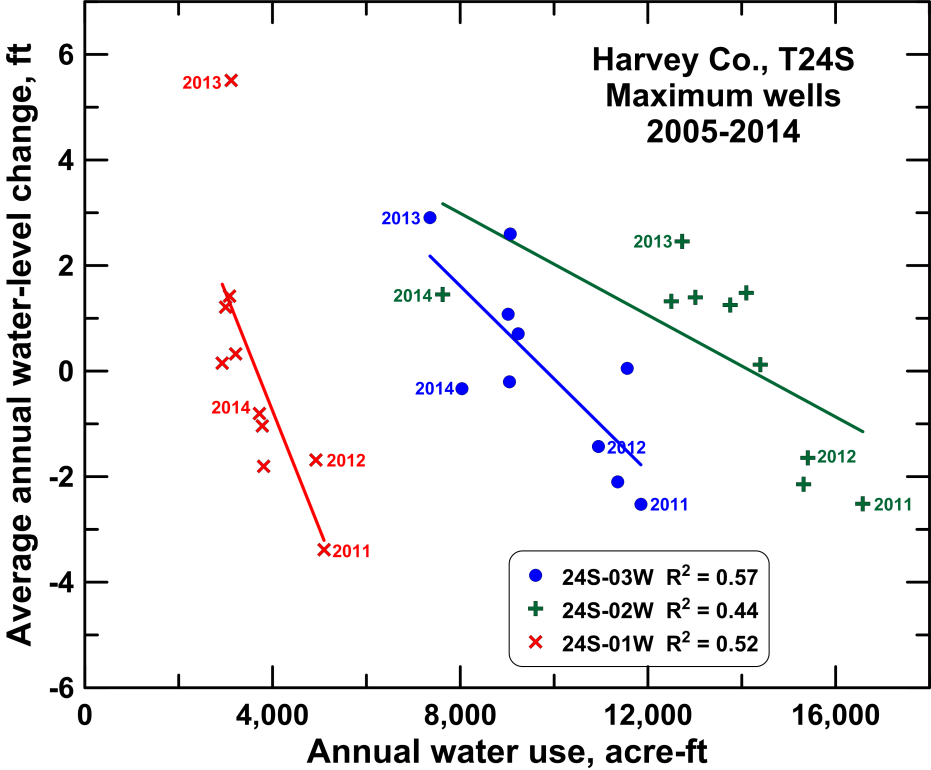 Harvey Co., T24S
Maximum wells
2005-2014
Average annual water-level change, ft
6
4
2
0
-2
-4
-6
2013
2013
2013
2014
2014
2014
2012
2012
2012
2011
2011
2011
24S-03W R² = 0.57
24S-02W R² = 0.44
24S-01W R² = 0.52
0 4,000 8,000 12,000 16,000
Annual water use, acre-ft